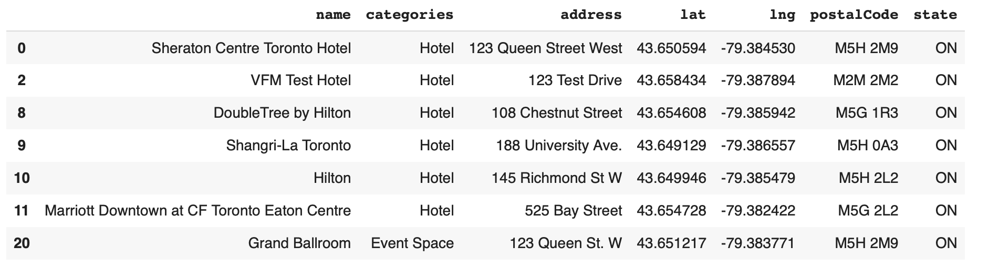 name categories address lat lng postalCode state
0 Sheraton Centre Toronto Hotel Hotel 123 Queen Street West 43.650594 -79.384530 M5H 2M9 ON
2 VFM Test Hotel Hotel 123 Test Drive 43.658434 -79.387894 M2M 2M2 ON
8 DoubleTree by Hilton Hotel 108 Chestnut Street 43.654608 -79.385942 M5G 1R3 ON
9 Shangri-La Toronto Hotel 188 University Ave. 43.649129 -79.386557 M5H 0A3 ON
10 Hilton Hotel 145 Richmond St W 43.649946 -79.385479 M5H 2L2 ON
11 Marriott Downtown at CF Toronto Eaton Centre Hotel 525 Bay Street 43.654728 -79.382422 M5G 2L2 ON
20 Grand Ballroom Event Space 123 Queen St. W 43.651217 -79.383771 M5H 2M9 ON